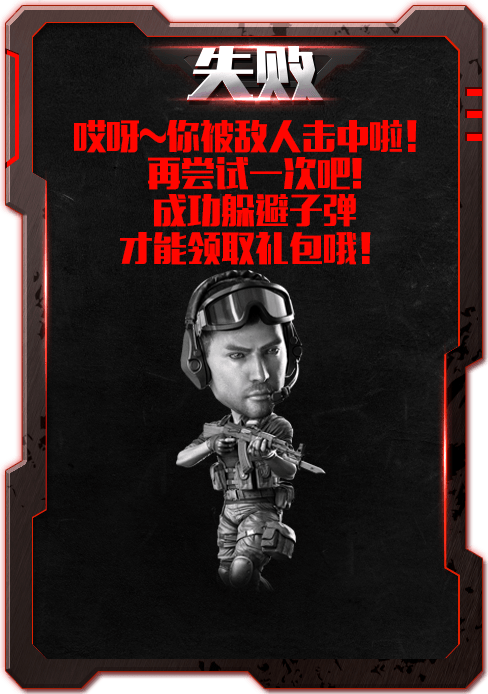 失败
哎呀~你被敌人击中啦！
再尝试一次吧！
成功躲避子弹
才能领取礼包哦！